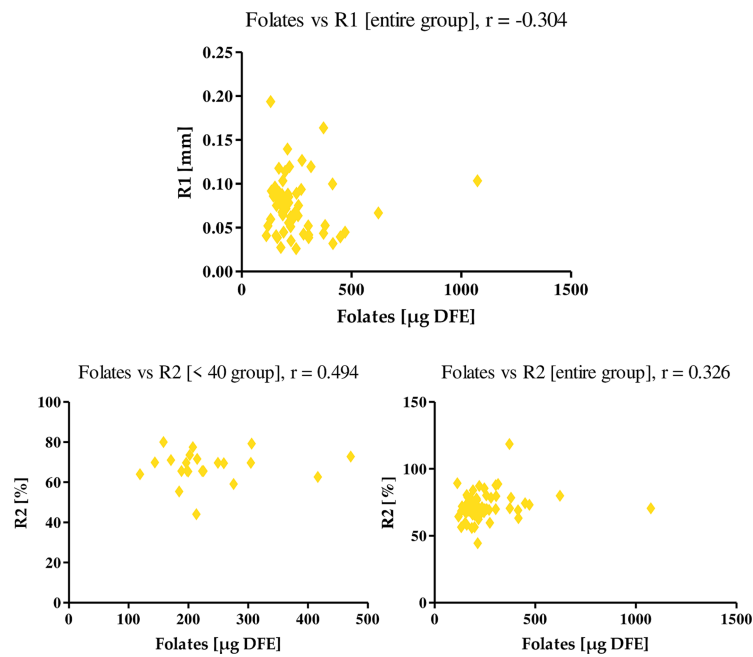 Folates vs R1 [entire group], r = -0.304
0.25
0.20
0.15
0.10
0.05
0.00
R1 [mm]
0 500 1000 1500
Folates [µg DFE]
Folates vs R2 [< 40 group], r = 0.494
100
80
60
40
20
0
R2 [%]
0 100 200 300 400 500
Folates [µg DFE]
Folates vs R2 [entire group], r = 0.326
150
100
50
0
R2 [%]
0 500 1000 1500
Folates [µg DFE]